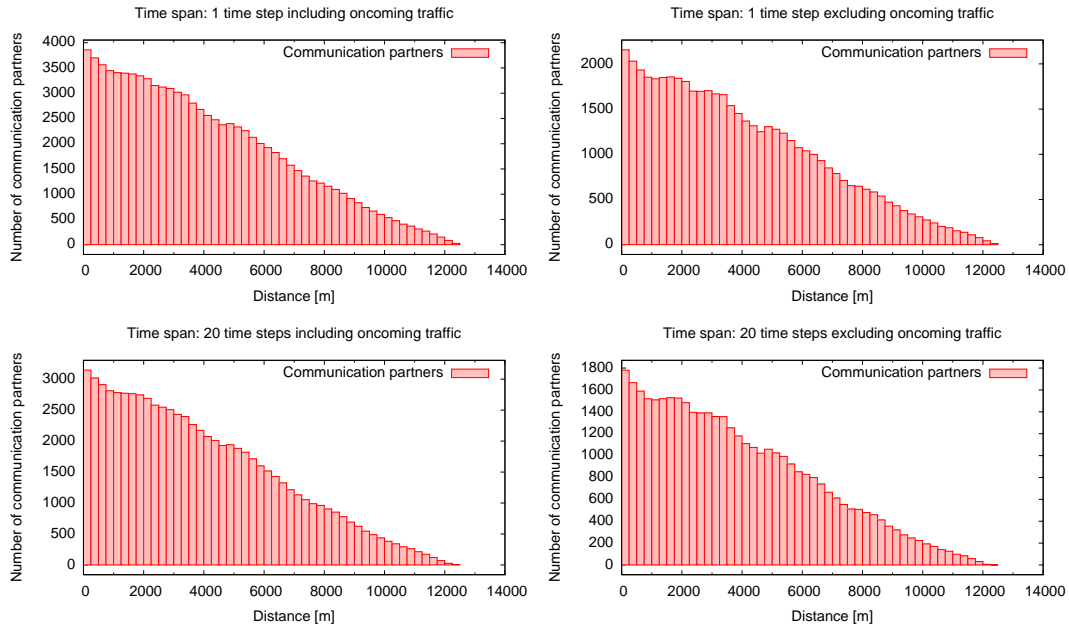 Time span: 1 time step including oncoming traffic
Number of communication partners
4000
3500
3000
2500
2000
1500
1000
500
0
Communication partners
0 2000 4000 6000 8000 10000 12000 14000
Distance [m]
Time span: 1 time step excluding oncoming traffic
Number of communication partners
2000
1500
1000
500
0
Communication partners
0 2000 4000 6000 8000 10000 12000 14000
Distance [m]
Time span: 20 time steps including oncoming traffic
Number of communication partners
3000
2500
2000
1500
1000
500
0
Communication partners
0 2000 4000 6000 8000 10000 12000 14000
Distance [m]
Time span: 20 time steps excluding oncoming traffic
Number of communication partners
1800
1600
1400
1200
1000
800
600
400
200
0
Communication partners
0 2000 4000 6000 8000 10000 12000 14000
Distance [m]